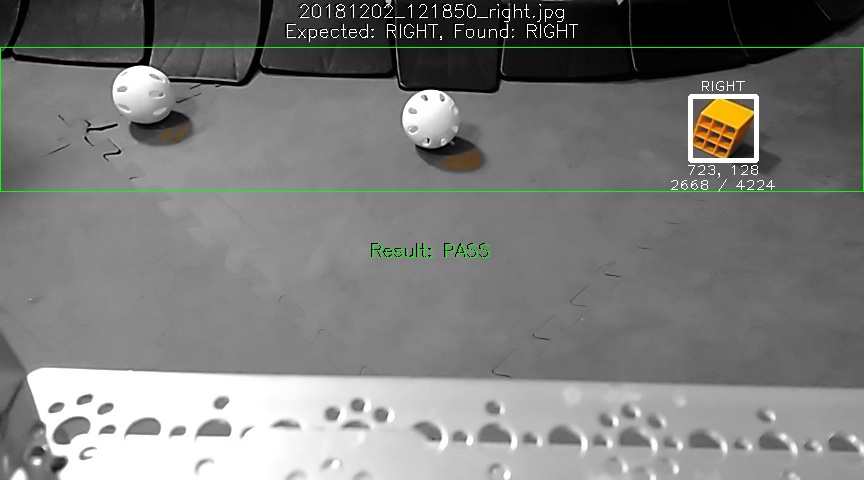 20181202_121850_right.jpg
Expected: RIGHT, Found: RIGHT
RIGHT
723, 128
2668 / 4224
Result: PASS